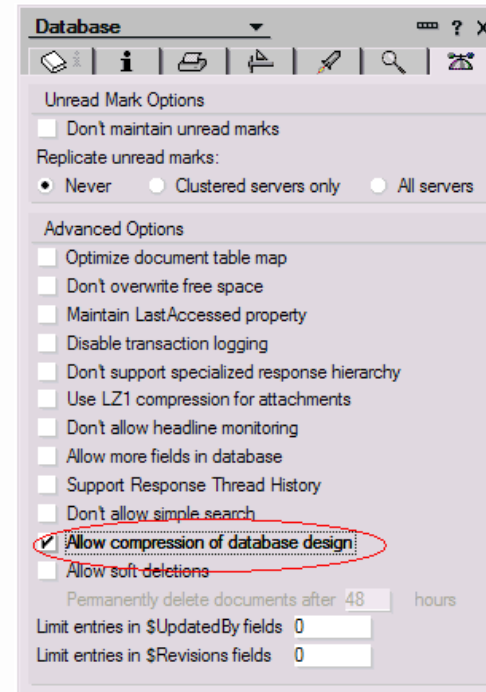 Database ? X
i i
Unread Mark Options
Don't maintain unread marks
Replicate unread marks:
Never Clustered servers only All servers
Advanced Options
Optimize document table map
Don't overwrite free space
Maintain LastAccessed property
Disable transaction logging
Don't support specialized response hierarchy
Use LZ1 compression for attachments
Don't allow headline monitoring
Allow more fields in database
Support Response Thread History
Don't allow simple search
Allow compression of database design
Allow soft deletions
Permanently delete documents after 48 hours
Limit entries in $UpdatedBy fields 0
Limit entries in $Revisions fields 0